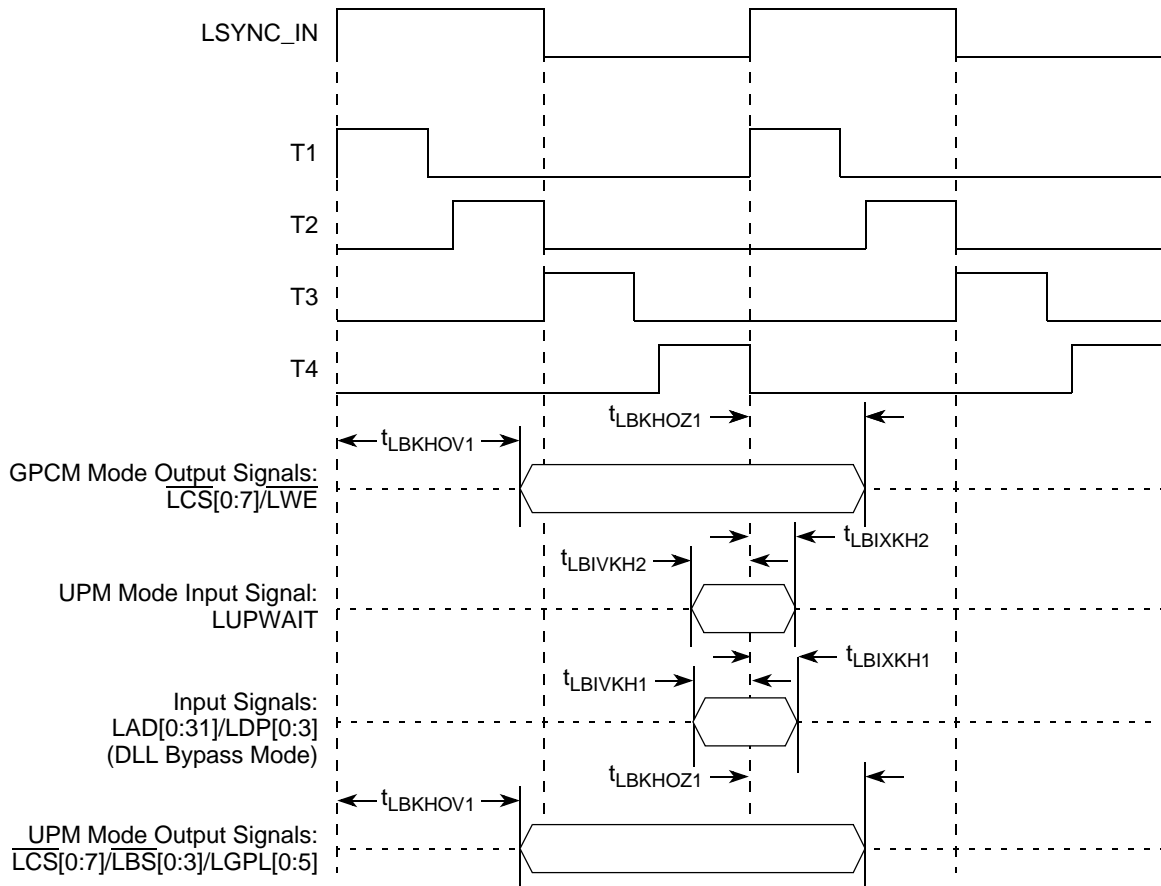 LSYNC_IN
T1
T2
T3
T4
tLBKHOZ1
tLBKHOV1
GPCM Mode Output Signals:
LCS[0:7]/LWE
tLBIXKH2
tLBIVKH2
UPM Mode Input Signal:
LUPWAIT
tLBIXKH1
tLBIVKH1
Input Signals:
LAD[0:31]/LDP[0:3]
(DLL Bypass Mode)
tLBKHOZ1
tLBKHOV1
UPM Mode Output Signals:
LCS[0:7]/LBS[0:3]/LGPL[0:5]